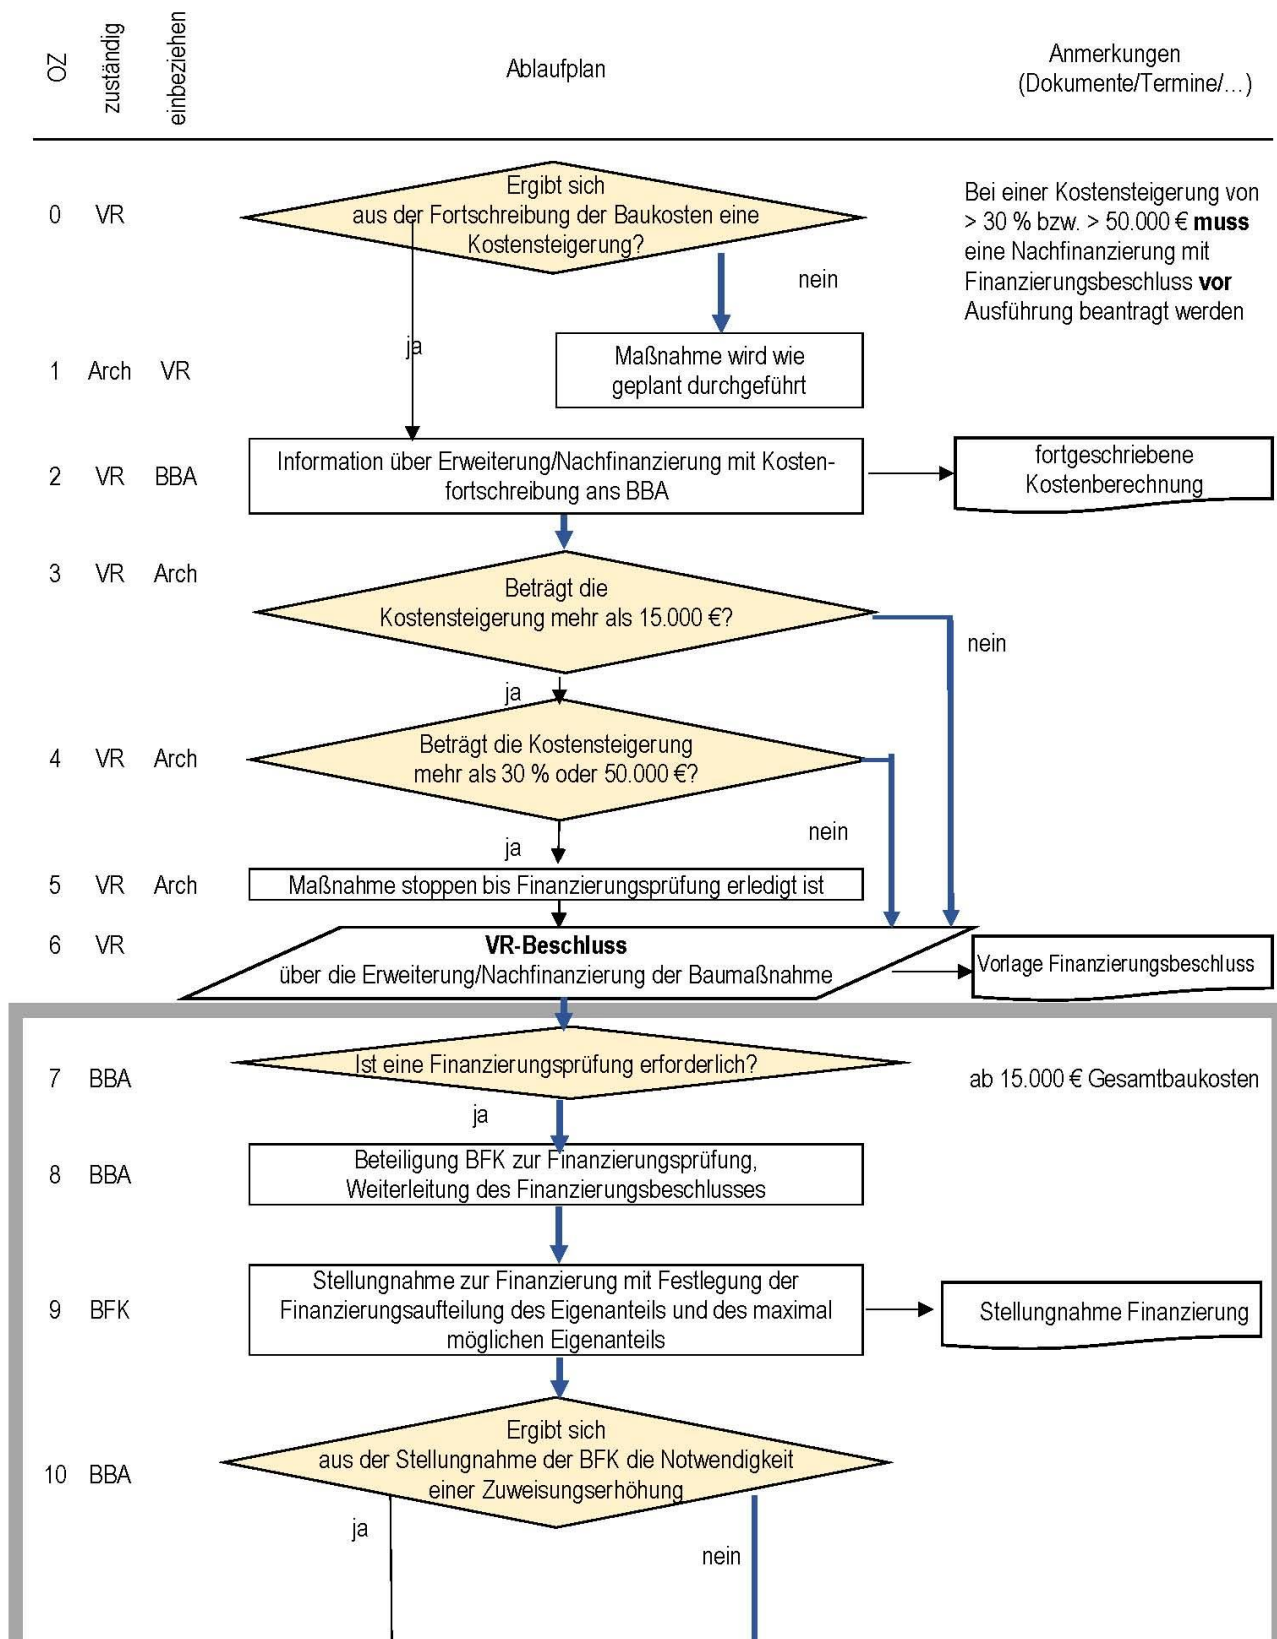 OZ
zuständig
einbeziehen
Ablaufplan
Anmerkungen
(Dokumente/Termine/…)
0 VR
Ergibt sich
aus der Fortschreibung der Baukosten eine
Kostensteigerung?
Bei einer Kostensteigerung von
> 30 % bzw. > 50.000 € muss
eine Nachfinanzierung mit
Finanzierungsbeschluss vor
Ausführung beantragt werden
nein
ja
1 Arch VR
Maßnahme wird wie
geplant durchgeführt
2 VR BBA
Information über Erweiterung/Nachfinanzierung mit Kosten-
fortschreibung ans BBA
fortgeschriebene
Kostenberechnung
3 VR Arch
Beträgt die
Kostensteigerung mehr als 15.000 €?
nein
ja
4 VR Arch
Beträgt die Kostensteigerung
mehr als 30 % oder 50.000 €?
nein
ja
5 VR Arch
Maßnahme stoppen bis Finanzierungsprüfung erledigt ist
6 VR
VR-Beschluss
über die Erweiterung/Nachfinanzierung der Baumaßnahme
Vorlage Finanzierungsbeschluss
7 BBA
Ist eine Finanzierungsprüfung erforderlich?
ab 15.000 € Gesamtbaukosten
ja
8 BBA
Beteiligung BFK zur Finanzierungsprüfung,
Weiterleitung des Finanzierungsbeschlusses
9 BFK
Stellungnahme zur Finanzierung mit Festlegung der
Finanzierungsaufteilung des Eigenanteils und des maximal
möglichen Eigenanteils
Stellungnahme Finanzierung
10 BBA
Ergibt sich
aus der Stellungnahme der BFK die Notwendigkeit
einer Zuweisungserhöhung
ja
nein